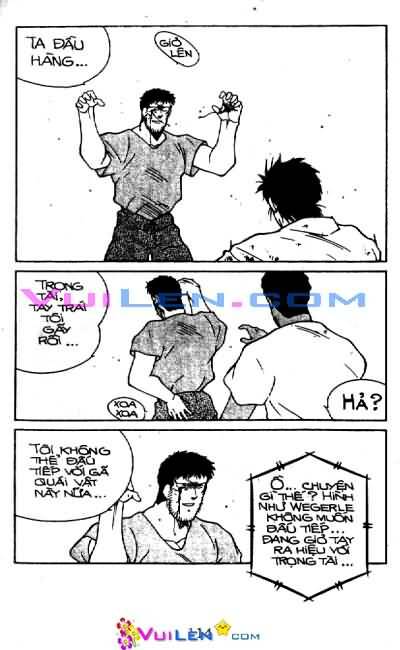 TA ĐẦU
HÀNG...
GIƠ
LÊN
TRỌNG
TÀI,
TAY TRÁI
TÔI
GÃY
RỒI...
VuiLen.com
XOA
XOA
HẢ?
TÔI KHÔNG
THỂ ĐẤU
TIẾP VỚI GÃ
QUÁI VẬT
NÀY NỮA...
Ồ... CHUYỆN
GÌ THẾ? HÌNH
NHƯ WEGERLE
KHÔNG MUỐN
ĐẤU TIẾP...
ĐANG GIƠ TAY
RA HIỆU VỚI
TRỌNG TÀI...
VuiLen.com